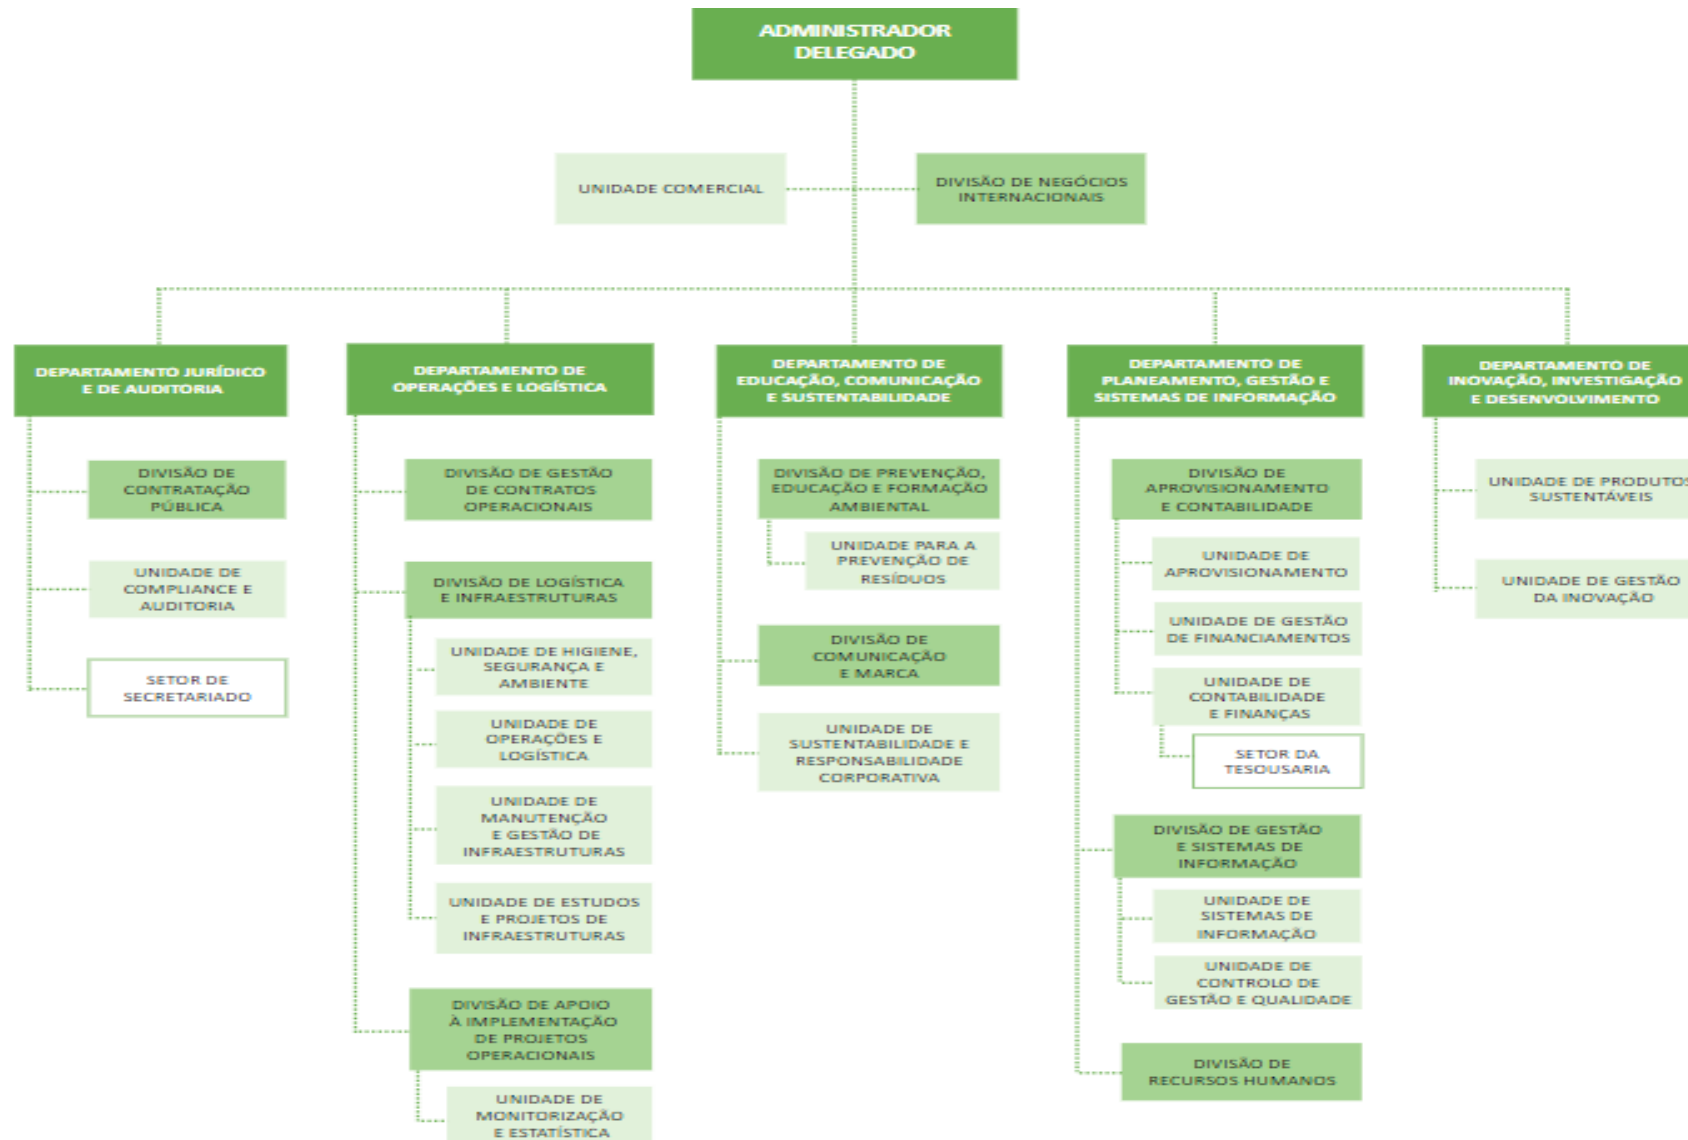 ADMINISTRADOR
DELEGADO
UNIDADE COMERCIAL
DIVISÃO DE NEGÓCIOS
INTERNACIONAIS
DEPARTAMENTO JURÍDICO
E DE AUDITORIA
DIVISÃO DE
CONTRATAÇÃO
PÚBLICA
UNIDADE DE
COMPLIANCE E
AUDITORIA
SETOR DE
SECRETARIADO
DEPARTAMENTO DE
OPERAÇÕES E LOGÍSTICA
DIVISÃO DE GESTÃO
DE CONTRATOS
OPERACIONAIS
DIVISÃO DE LOGÍSTICA
E INFRAESTRUTURAS
UNIDADE DE HIGIENE,
SEGURANÇA E
AMBIENTE
UNIDADE DE
OPERAÇÕES E
LOGÍSTICA
UNIDADE DE
MANUTENÇÃO
E GESTÃO DE
INFRAESTRUTURAS
UNIDADE DE ESTUDOS
E PROJETOS DE
INFRAESTRUTURAS
DIVISÃO DE APOIO
À IMPLEMENTAÇÃO
DE PROJETOS
OPERACIONAIS
UNIDADE DE
MONITORIZAÇÃO
E ESTATÍSTICA
DEPARTAMENTO DE
EDUCAÇÃO, COMUNICAÇÃO
E SUSTENTABILIDADE
DIVISÃO DE PREVENÇÃO,
EDUCAÇÃO E FORMAÇÃO
AMBIENTAL
UNIDADE PARA A
PREVENÇÃO DE
RESÍDUOS
DIVISÃO DE
COMUNICAÇÃO
E MARCA
UNIDADE DE
SUSTENTABILIDADE E
RESPONSABILIDADE
CORPORATIVA
DEPARTAMENTO DE
PLANEAMENTO, GESTÃO E
SISTEMAS DE INFORMAÇÃO
DIVISÃO DE
APROVISIONAMENTO
E CONTABILIDADE
UNIDADE DE
APROVISIONAMENTO
UNIDADE DE GESTÃO
DE FINANCIAMENTOS
UNIDADE DE
CONTABILIDADE
E FINANÇAS
SETOR DA
TESOUSARIA
DIVISÃO DE GESTÃO
E SISTEMAS DE
INFORMAÇÃO
UNIDADE DE
SISTEMAS DE
INFORMAÇÃO
UNIDADE DE
CONTROLO DE
GESTÃO E QUALIDADE
DIVISÃO DE
RECURSOS HUMANOS
DEPARTAMENTO DE
INOVAÇÃO, INVESTIGAÇÃO
E DESENVOLVIMENTO
UNIDADE DE PRODUTOS
SUSTENTÁVEIS
UNIDADE DE GESTÃO
DA INOVAÇÃO